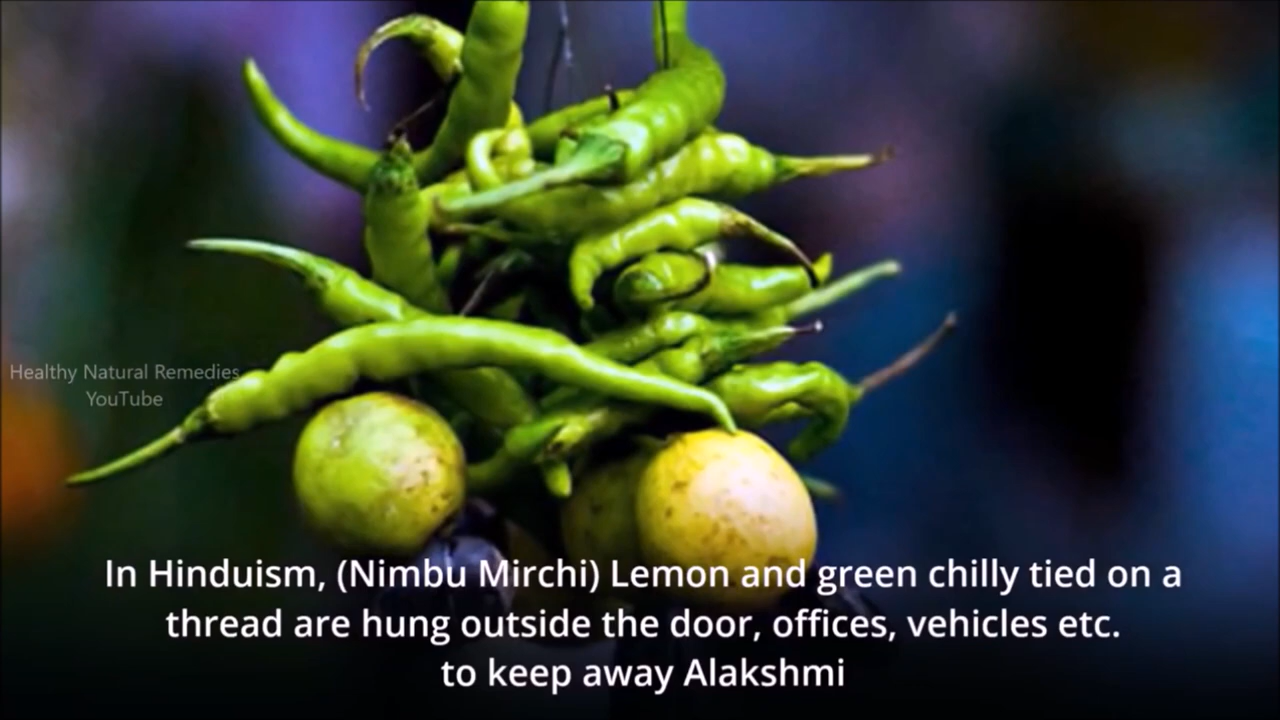 Healthy Natural Remedies
YouTube
In Hinduism, (Nimbu Mirchi) Lemon and green chilly tied on a
thread are hung outside the door, offices, vehicles etc.
to keep away Alakshmi